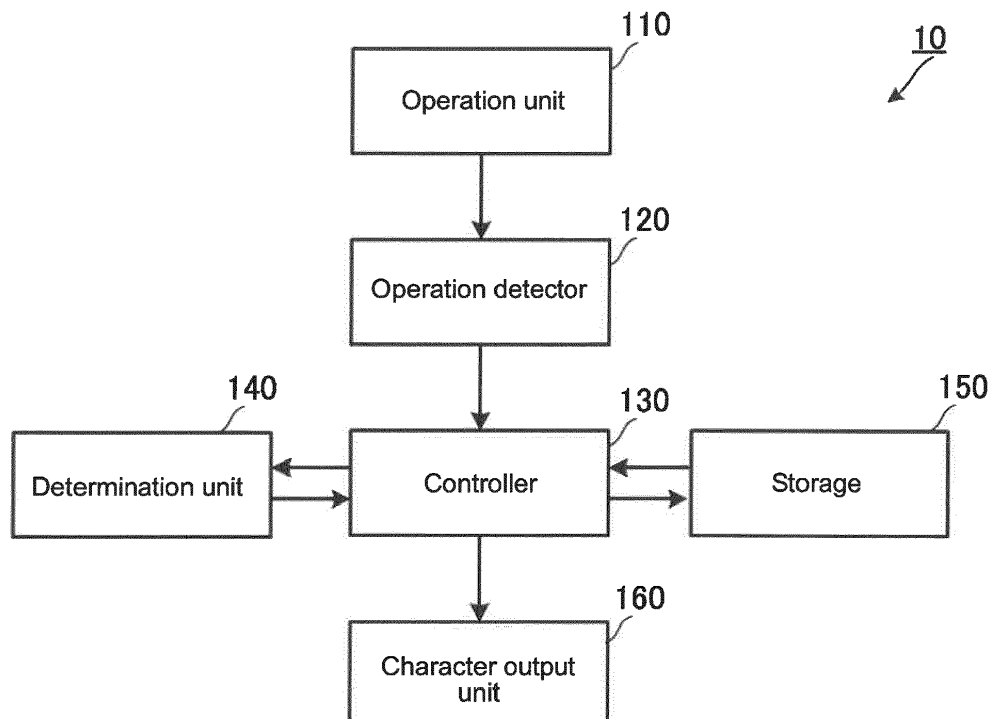 110
10
Operation unit
120
Operation detector
140
130
150
Determination unit
Controller
Storage
160
Character output
unit